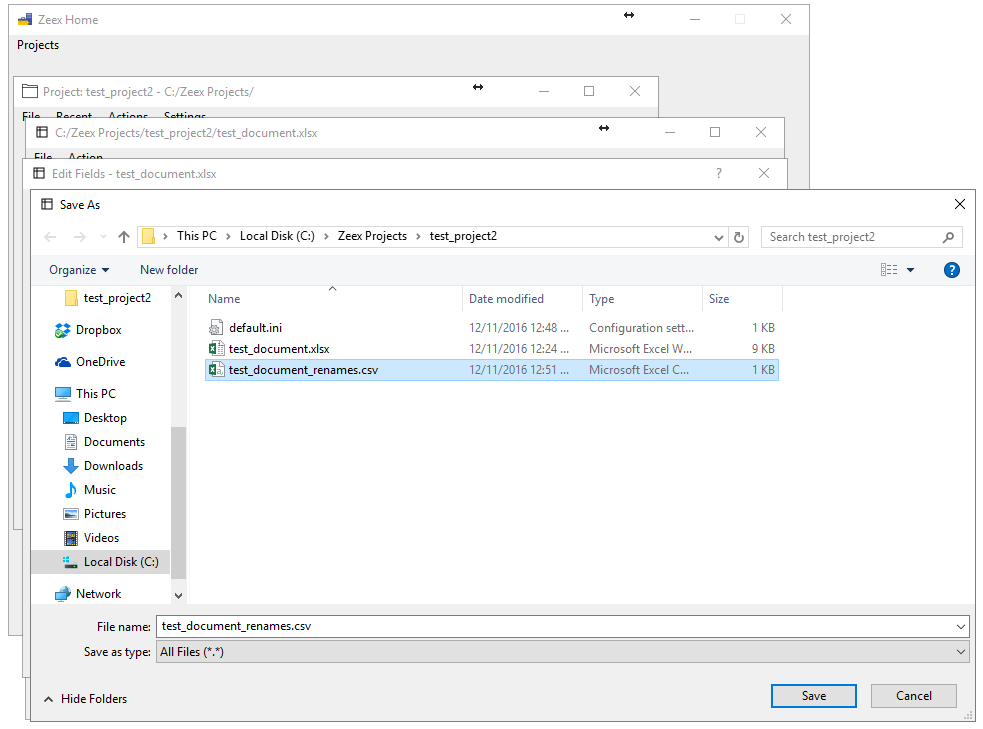 Zeex Home
Projects
Project: test_project2 - C:/Zeex Projects/
File Recent Actions Settings
C:/Zeex Projects/test_project2/test_document.xlsx
File Action
Edit Fields - test_document.xlsx ?
Save As
This PC > Local Disk (C:) > Zeex Projects > test_project2 Search test_project2
Organize New folder ?
Name Date modified Type Size
test_project2
Dropbox
OneDrive
This PC
Desktop
Documents
Downloads
Music
Pictures
Videos
Local Disk (C:)
Network
default.ini 12/11/2016 12:48 ... Configuration sett... 1 KB
test_document.xlsx 12/11/2016 12:24 ... Microsoft Excel W... 9 KB
test_document_renames.csv 12/11/2016 12:51 ... Microsoft Excel C... 1 KB
File name: test_document_renames.csv
Save as type: All Files (*.*)
Hide Folders Save Cancel